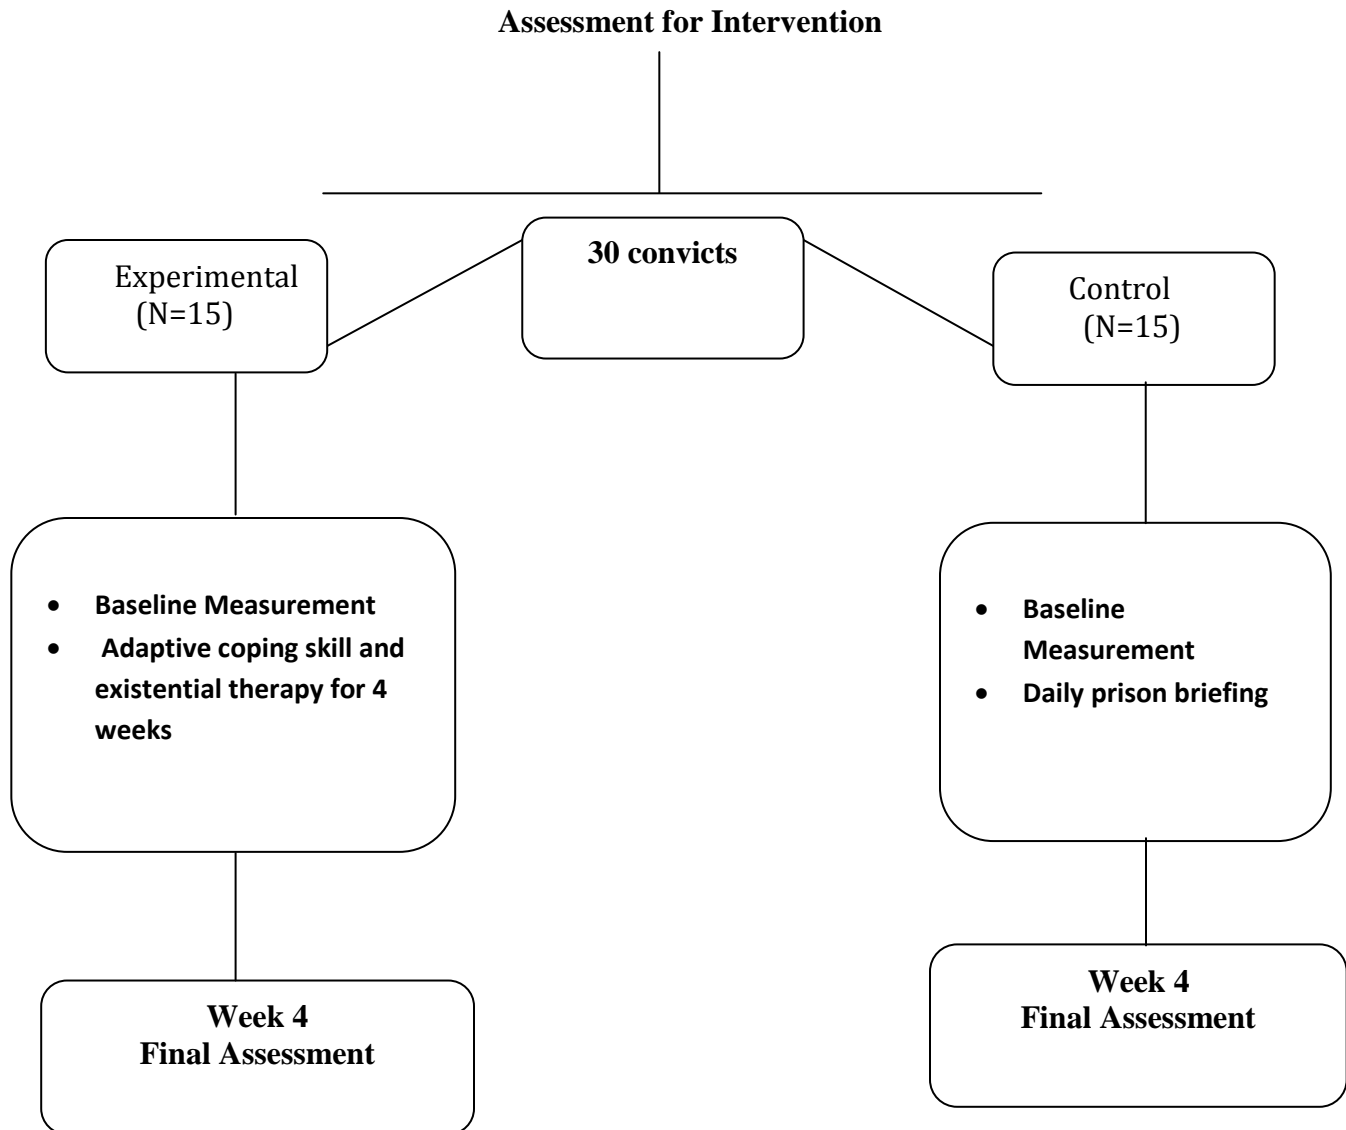 Assessment for Intervention
30 convicts
Experimental
(N=15)
Control
(N=15)
• Baseline Measurement
• Adaptive coping skill and
existential therapy for 4
weeks
• Baseline
Measurement
• Daily prison briefing
Week 4
Final Assessment
Week 4
Final Assessment